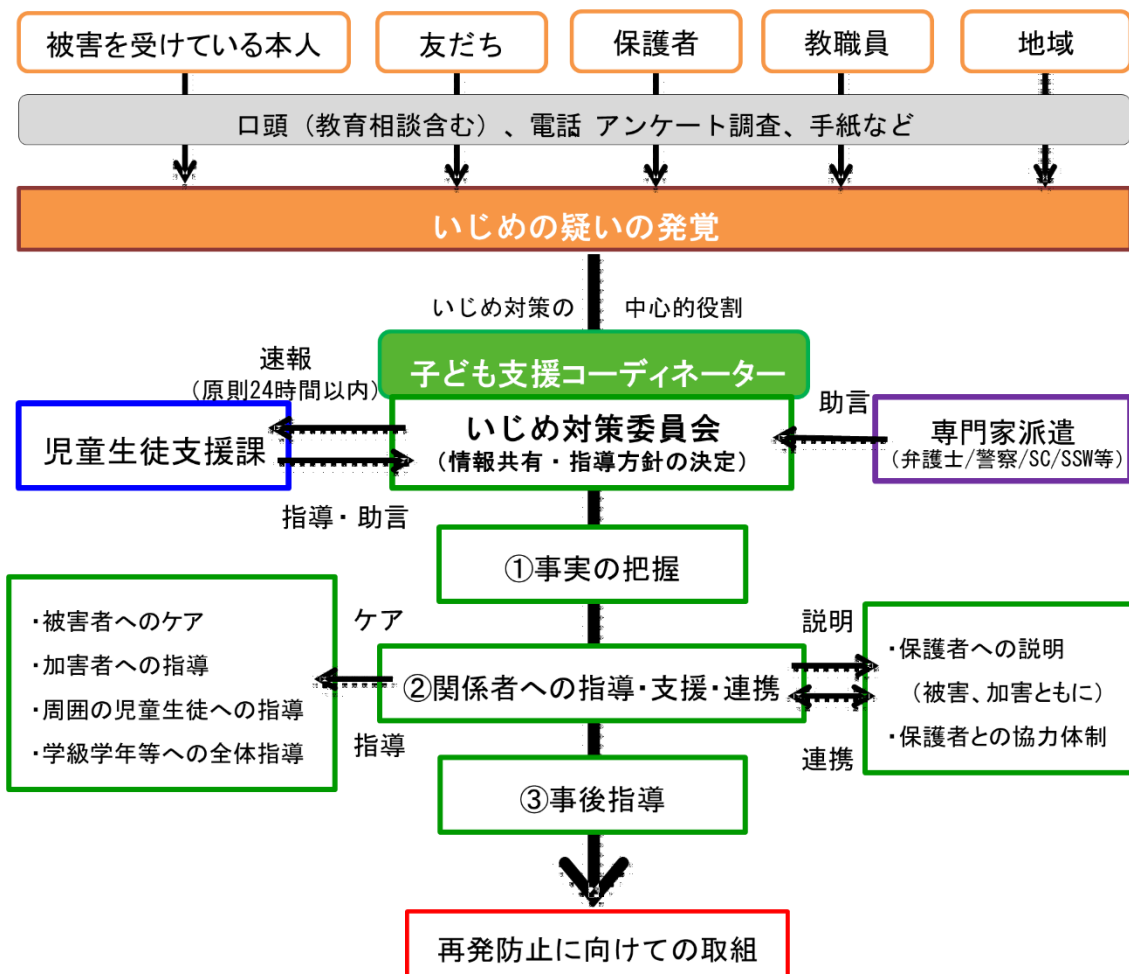 被害を受けている本人
友だち
保護者
教職員
地域
口頭（教育相談含む）、電話 アンケート調査、手紙など
いじめの疑いの発覚
いじめ対策の 中心的役割
子ども支援コーディネーター
速報
（原則24時間以内）
児童生徒支援課
指導・助言
いじめ対策委員会
（情報共有・指導方針の決定）
助言
専門家派遣
（弁護士/警察/SC/SSW等）
①事実の把握
・被害者へのケア
・加害者への指導
・周囲の児童生徒への指導
・学級学年等への全体指導
ケア
指導
②関係者への指導・支援・連携
説明
連携
・保護者への説明
（被害、加害ともに）
・保護者との協力体制
③事後指導
再発防止に向けての取組